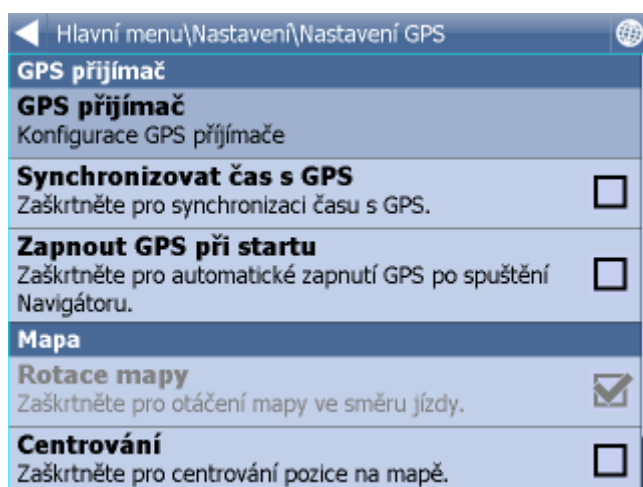 Hlavní menu\Nastavení\Nastavení GPS
GPS přijímač
GPS přijímač
Konfigurace GPS příjímače
Synchronizovat čas s GPS
Zaškrtněte pro synchronizaci času s GPS.
Zapnout GPS při startu
Zaškrtněte pro automatické zapnutí GPS po spuštění
Navigátoru.
Mapa
Rotace mapy
Zaškrtněte pro otáčení mapy ve směru jízdy.
Centrování
Zaškrtněte pro centrování pozice na mapě.